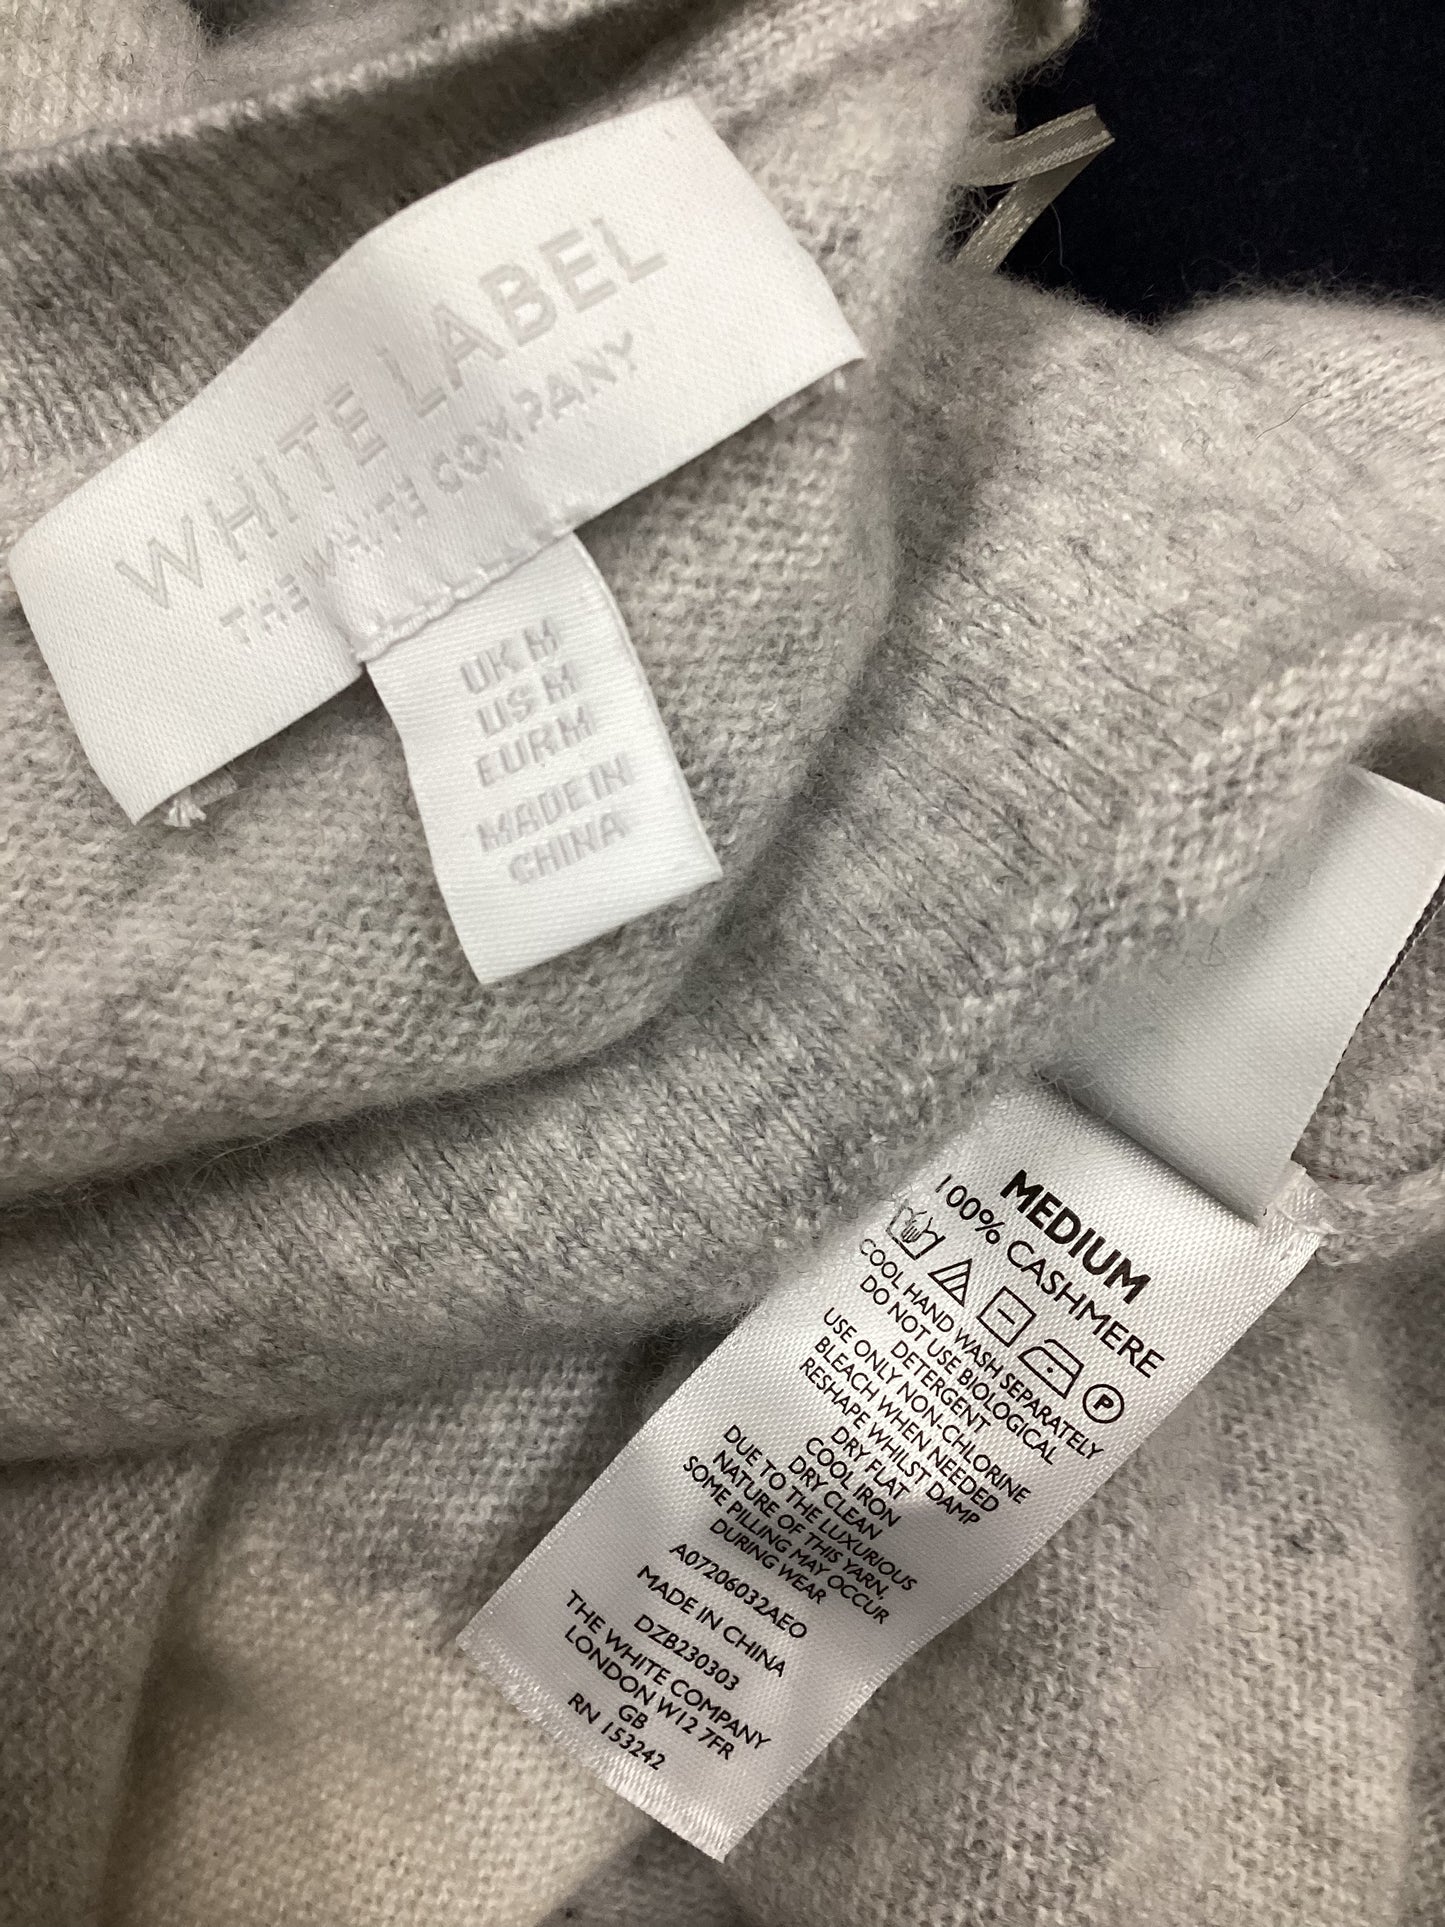 WHITE LABEL
THE WHITE COMPANY
UK M
US M
EUR M
MADE IN
CHINA
MEDIUM
100% CASHMERE
P
COOL HAND WASH SEPARATELY
DO NOT USE BIOLOGICAL
DETERGENT
USE ONLY NON-CHLORINE
BLEACH WHEN NEEDED
RESHAPE WHILST DAMP
DRY FLAT
COOL IRON
DRY CLEAN
DUE TO THE LUXURIOUS
NATURE OF THIS YARN,
SOME PILLING MAY OCCUR
DURING WEAR
A07206032AEO
MADE IN CHINA
DZB230303
THE WHITE COMPANY
LONDON W12 7FR
GB
RN 153242